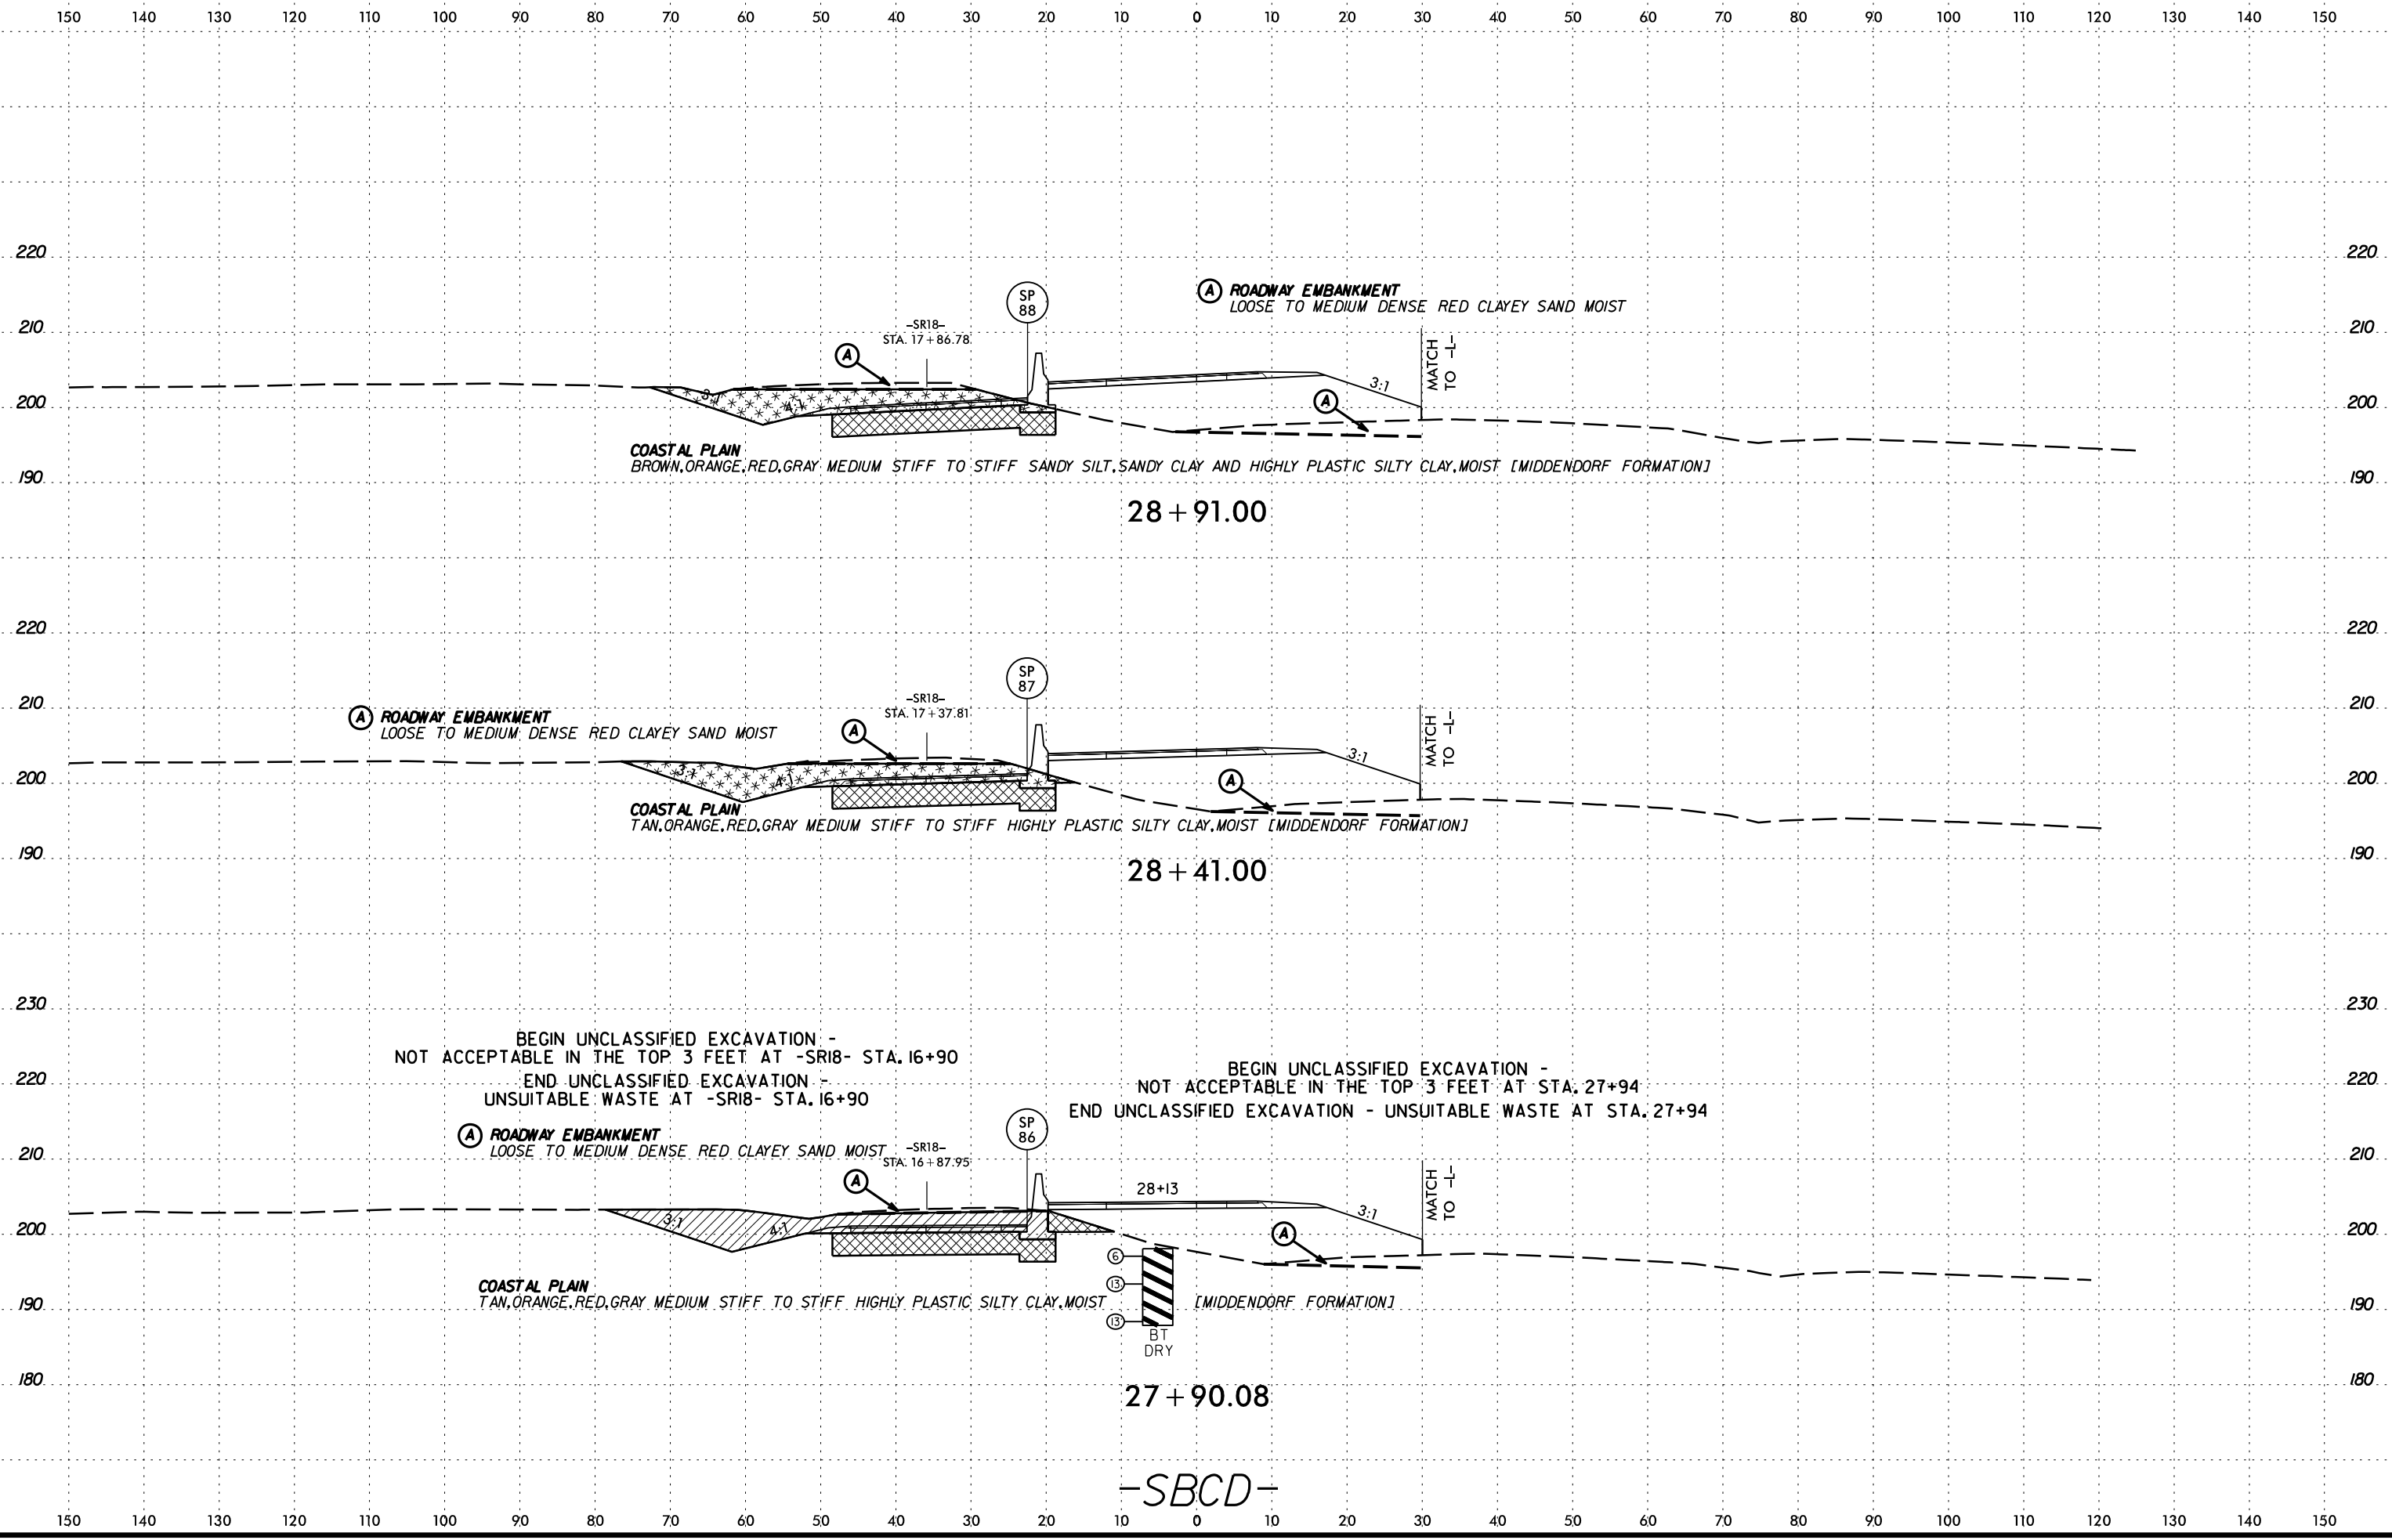 150 140 130 120 110 100 90 80 70 60 50 40 30 20 10 0 10 20 30 40 50 60 70 80 90 100 110 120 130 140 150
220 220
SP
88
A ROADWAY EMBANKMENT
LOOSE TO MEDIUM DENSE RED CLAYEY SAND MOIST
210 210
-SR18-
STA. 17+86.78
A
MATCH
TO -L-
3:1
3:1
4:1
A
200 200
COASTAL PLAIN
BROWN,ORANGE,RED,GRAY MEDIUM STIFF TO STIFF SANDY SILT,SANDY CLAY AND HIGHLY PLASTIC SILTY CLAY,MOIST [MIDDENDORF FORMATION]
190 190
28+91.00
220 220
SP
87
210 210
A ROADWAY EMBANKMENT
LOOSE TO MEDIUM DENSE RED CLAYEY SAND MOIST
-SR18-
STA. 17+37.81
A
MATCH
TO -L-
3:1
3:1
4:1
A
200 200
COASTAL PLAIN
TAN,ORANGE,RED,GRAY MEDIUM STIFF TO STIFF HIGHLY PLASTIC SILTY CLAY,MOIST [MIDDENDORF FORMATION]
190 190
28+41.00
230 230
BEGIN UNCLASSIFIED EXCAVATION -
NOT ACCEPTABLE IN THE TOP 3 FEET AT -SR18- STA. 16+90
END UNCLASSIFIED EXCAVATION -
UNSUITABLE WASTE AT -SR18- STA. 16+90
BEGIN UNCLASSIFIED EXCAVATION -
NOT ACCEPTABLE IN THE TOP 3 FEET AT STA. 27+94
END UNCLASSIFIED EXCAVATION - UNSUITABLE WASTE AT STA. 27+94
220 220
SP
86
A ROADWAY EMBANKMENT
LOOSE TO MEDIUM DENSE RED CLAYEY SAND MOIST
210 210
-SR18-
STA. 16+87.95
A
28+13
MATCH
TO -L-
3:1
4:1
3:1
A
200 200
6
13
13
COASTAL PLAIN
TAN,ORANGE,RED,GRAY MEDIUM STIFF TO STIFF HIGHLY PLASTIC SILTY CLAY,MOIST [MIDDENDORF FORMATION]
190 190
BT
DRY
180 180
27+90.08
-SBCD-
150 140 130 120 110 100 90 80 70 60 50 40 30 20 10 0 10 20 30 40 50 60 70 80 90 100 110 120 130 140 150